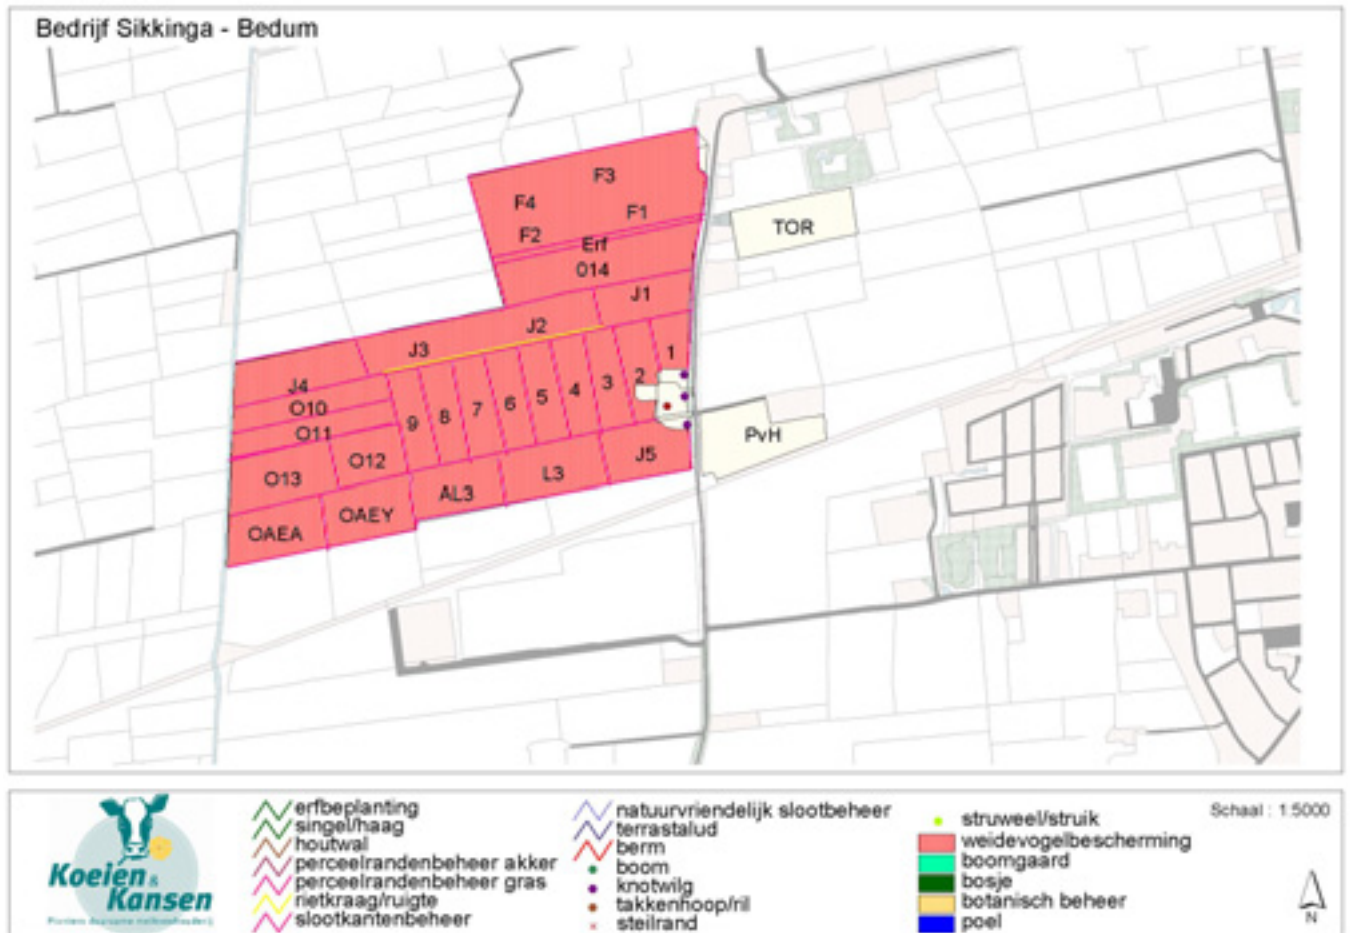 Bedrijf Sikkinga - Bedum
F3
F4
F1
F2
Erf
014
TOR
J1
J2
J3
1
J4
2
3
4
5
6
7
8
9
O10
O11
PvH
O12
O13
J5
L3
AL3
OAEY
OAEA
Koeien &
Kansen
erfbeplanting
singel/haag
houtwal
perceelrandenbeheer akker
perceelrandenbeheer gras
rietkraag/ruigte
slootkantenbeheer
natuurvriendelijk slootbeheer
terrastalud
berm
boom
knotwilg
takkenhoop/ril
steilrand
struweel/struik
weidevogelbescherming
boomgaard
bosje
botanisch beheer
poel
Schaal : 1:5000
N